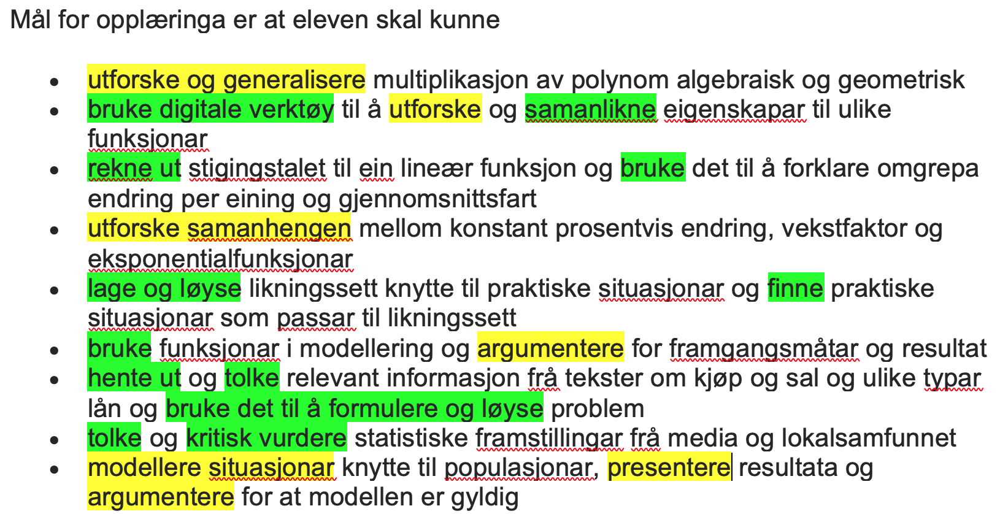 Mål for opplæringa er at eleven skal kunne
• utforske og generalisere multiplikasjon av polynom algebraisk og geometrisk
• bruke digitale verktøy til å utforske og samanlikne eigenskapar til ulike
funksjonar
• rekne ut stigingstalet til ein lineær funksjon og bruke det til å forklare omgrepa
endring per eining og gjennomsnittsfart
• utforske samanhengen mellom konstant prosentvis endring, vekstfaktor og
eksponentialfunksjonar
• lage og løyse likningssett knytte til praktiske situasjonar og finne praktiske
situasjonar som passar til likningssett
• bruke funksjonar i modellering og argumentere for framgangsmåtar og resultat
• hente ut og tolke relevant informasjon frå tekster om kjøp og sal og ulike typar
lån og bruke det til å formulere og løyse problem
• tolke og kritisk vurdere statistiske framstillingar frå media og lokalsamfunnet
• modellere situasjonar knytte til populasjonar, presentere resultata og
argumentere for at modellen er gyldig